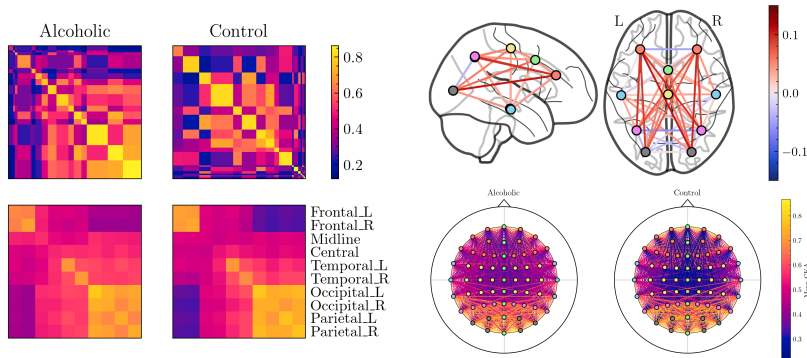 Alcoholic
Control
0.8
0.6
0.4
0.2
Frontal_L
Frontal_R
Midline
Central
Temporal_L
Temporal_R
Occipital_L
Occipital_R
Parietal_L
Parietal_R
L
R
0.1
0.0
−0.1
Alcoholic
Control
0.8
0.7
0.6
0.5
0.4
0.3